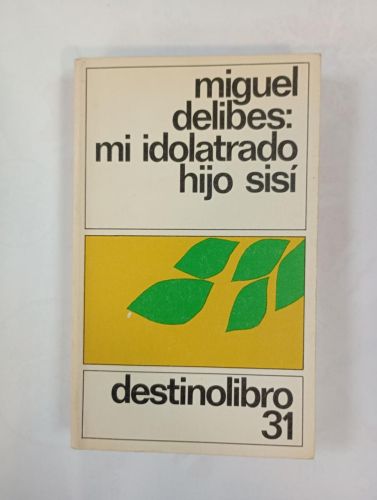 miguel
delibes:
mi idolatrado
hijo sisí
destinolibro
31